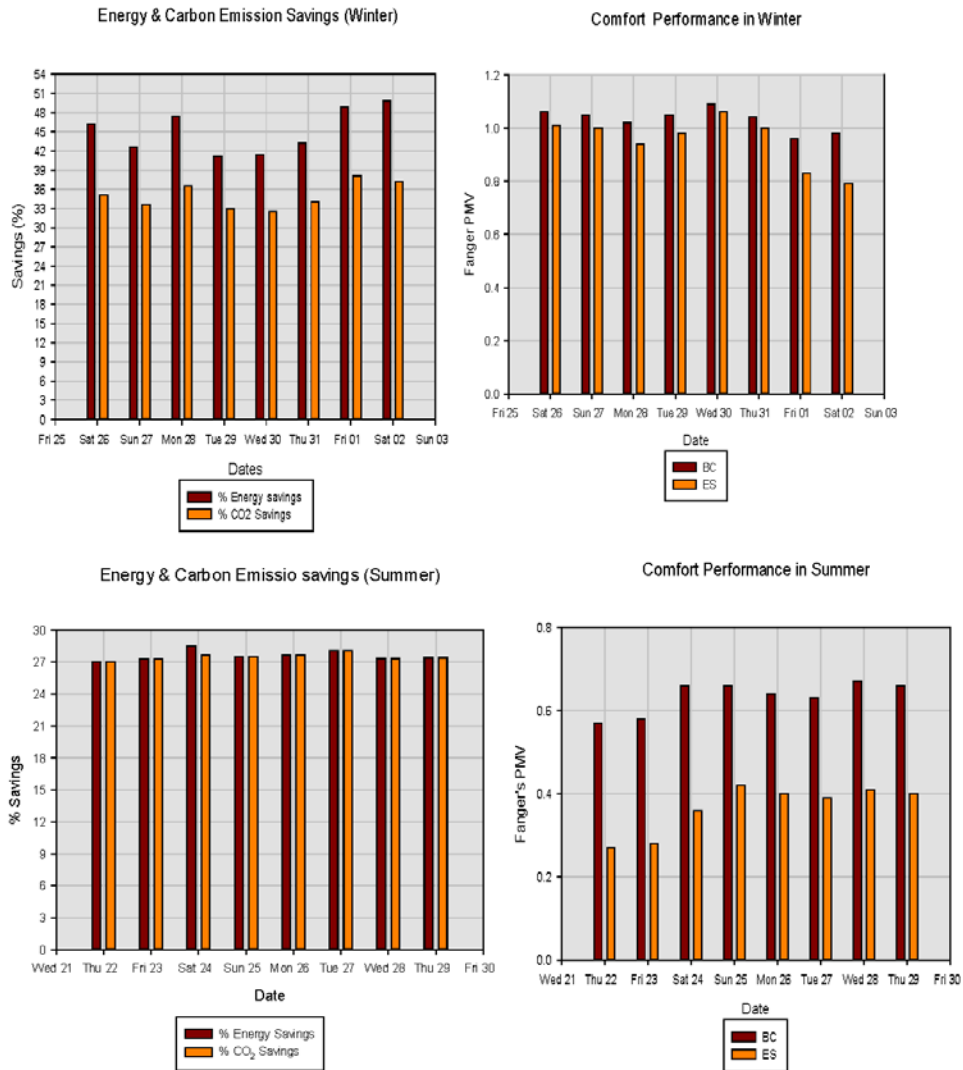 Energy & Carbon Emission Savings (Winter)
54
51
48
45
42
39
36
33
30
27
24
21
18
15
12
9
6
3
0
Savings (%)
Fri 25 Sat 26 Sun 27 Mon 28 Tue 29 Wed 30 Thu 31 Fri 01 Sat 02 Sun 03
Dates
% Energy savings
% CO2 Savings
Comfort Performance in Winter
1.2
1.0
0.8
0.6
0.4
0.2
0.0
Fanger PMV
Fri 25 Sat 26 Sun 27 Mon 28 Tue 29 Wed 30 Thu 31 Fri 01 Sat 02 Sun 03
Date
BC
ES
Energy & Carbon Emissio savings (Summer)
30
27
24
21
18
15
12
9
6
3
0
% Savings
Wed 21 Thu 22 Fri 23 Sat 24 Sun 25 Mon 26 Tue 27 Wed 28 Thu 29 Fri 30
Date
% Energy Savings
% CO₂ Savings
Comfort Performance in Summer
0.8
0.6
0.4
0.2
0.0
Fanger's PMV
Wed 21 Thu 22 Fri 23 Sat 24 Sun 25 Mon 26 Tue 27 Wed 28 Thu 29 Fri 30
Date
BC
ES